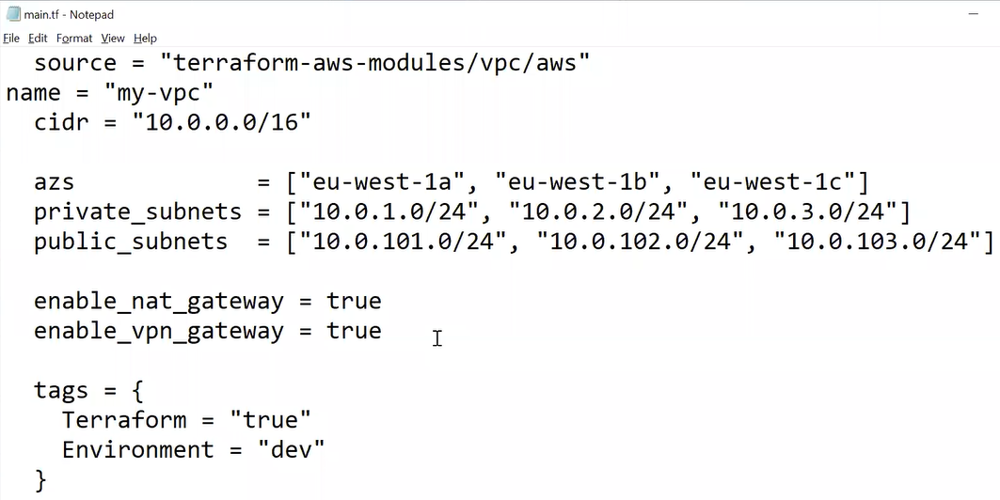 main.tf - Notepad
File Edit Format View Help
  source = "terraform-aws-modules/vpc/aws"
name = "my-vpc"
  cidr = "10.0.0.0/16"

  azs             = ["eu-west-1a", "eu-west-1b", "eu-west-1c"]
  private_subnets = ["10.0.1.0/24", "10.0.2.0/24", "10.0.3.0/24"]
  public_subnets  = ["10.0.101.0/24", "10.0.102.0/24", "10.0.103.0/24"]

  enable_nat_gateway = true
  enable_vpn_gateway = true

  tags = {
    Terraform = "true"
    Environment = "dev"
  }